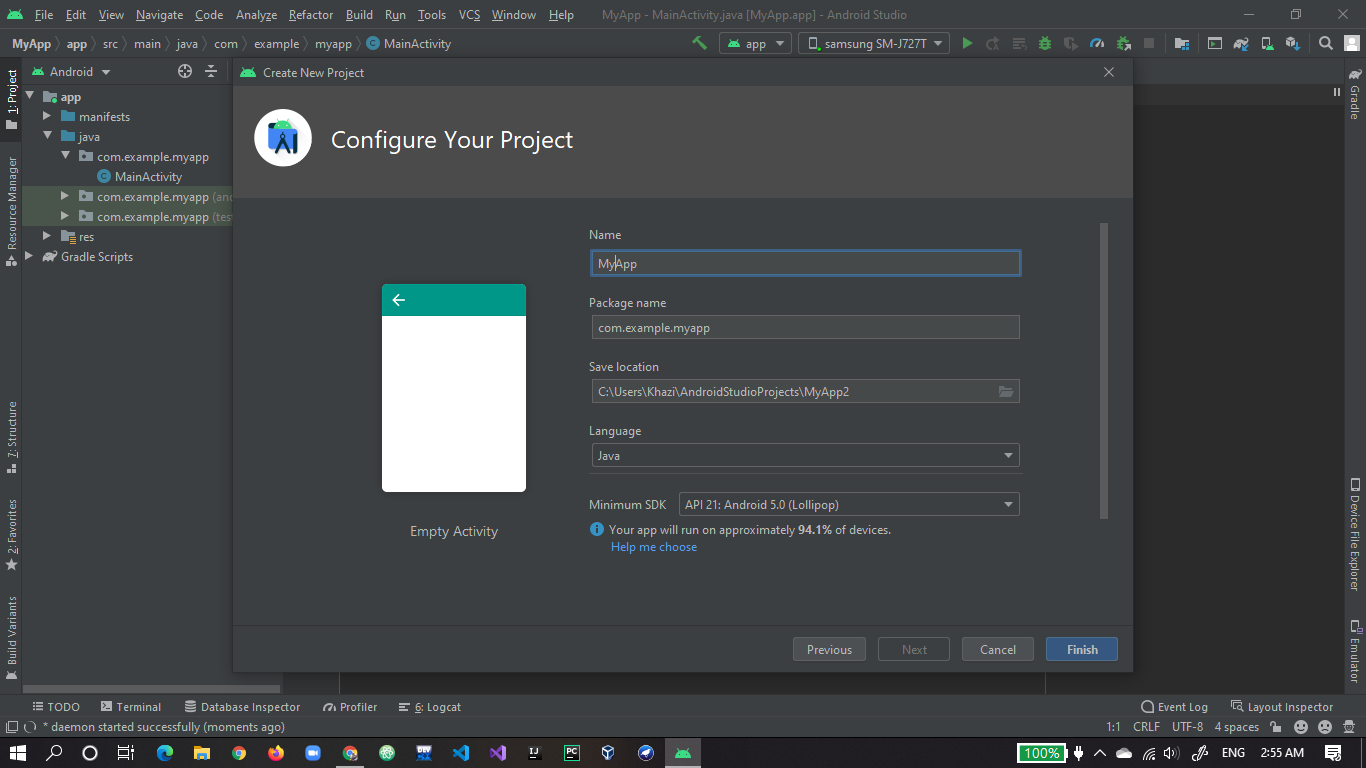 File Edit View Navigate Code Analyze Refactor Build Run Tools VCS Window Help MyApp - MainActivity.java [MyApp.app] - Android Studio
MyApp app src main java com example myapp MainActivity app samsung SM-J727T
Android
1: Project
Resource Manager
7: Structure
2: Favorites
Build Variants
app
manifests
java
com.example.myapp
MainActivity
com.example.myapp (and
com.example.myapp (tes
res
Gradle Scripts
Create New Project
Configure Your Project
Empty Activity
Name
MyApp
Package name
com.example.myapp
Save location
C:\Users\Khazi\AndroidStudioProjects\MyApp2
Language
Java
Minimum SDK API 21: Android 5.0 (Lollipop)
Your app will run on approximately 94.1% of devices.
Help me choose
Previous Next Cancel Finish
Gradle
Device File Explorer
Emulator
TODO Terminal Database Inspector Profiler 6: Logcat Event Log Layout Inspector
* daemon started successfully (moments ago) 1:1 CRLF UTF-8 4 spaces
DEV IJ PC 100% ENG 2:55 AM